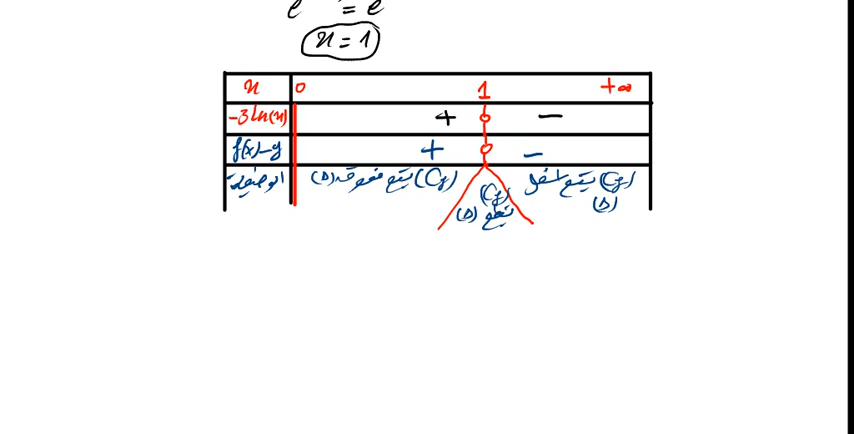 e = e
x = 1
x 0 1 +∞
-3ln(x) + 0 -
f(x)-y + 0 -
الوضعية (Cf) يقع فوق (Δ) (Cf) يقطع (Δ) (Cf) يقع أسفل (Δ)